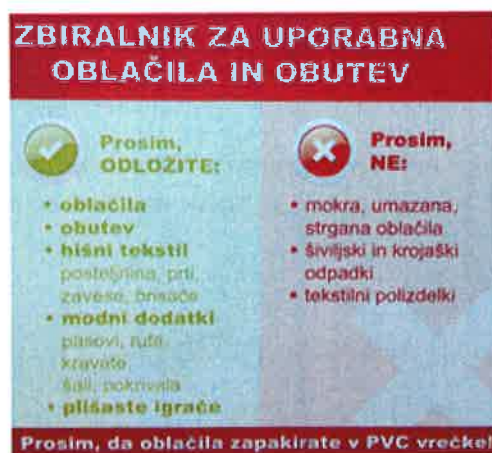 ZBIRALNIK ZA UPORABNA
OBLAČILA IN OBUTEV
Prosim,
ODLOŽITE:
• oblačila
• obutev
• hišni tekstil
posteljnina, prti,
zavese, brisače
• modni dodatki
pasovi, rute,
kravate
šali, pokrivala
• plišaste igrače
Prosim,
NE:
• mokra, umazana,
strgana oblačila
• šiviljski in krojaški
odpadki
• tekstilni polizdelki
Prosim, da oblačila zapakirate v PVC vrečke!